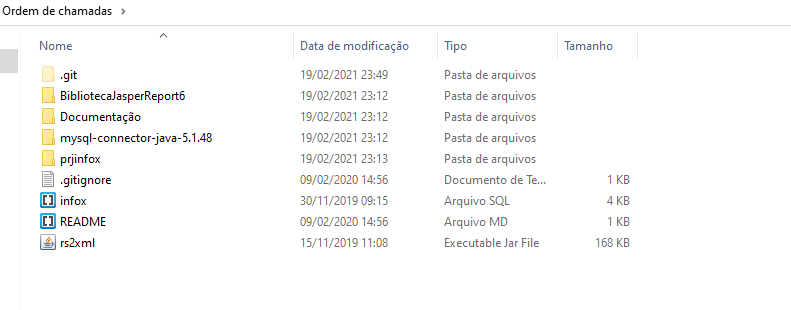 Ordem de chamadas >
Nome Data de modificação Tipo Tamanho
.git 19/02/2021 23:49 Pasta de arquivos
BibliotecaJasperReport6 19/02/2021 23:12 Pasta de arquivos
Documentação 19/02/2021 23:12 Pasta de arquivos
mysql-connector-java-5.1.48 19/02/2021 23:12 Pasta de arquivos
prjinfox 19/02/2021 23:13 Pasta de arquivos
.gitignore 09/02/2020 14:56 Documento de Te... 1 KB
infox 30/11/2019 09:15 Arquivo SQL 4 KB
README 09/02/2020 14:56 Arquivo MD 1 KB
rs2xml 15/11/2019 11:08 Executable Jar File 168 KB